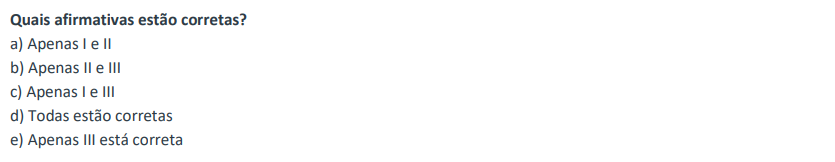 Quais afirmativas estão corretas?
a) Apenas I e II
b) Apenas II e III
c) Apenas I e III
d) Todas estão corretas
e) Apenas III está correta